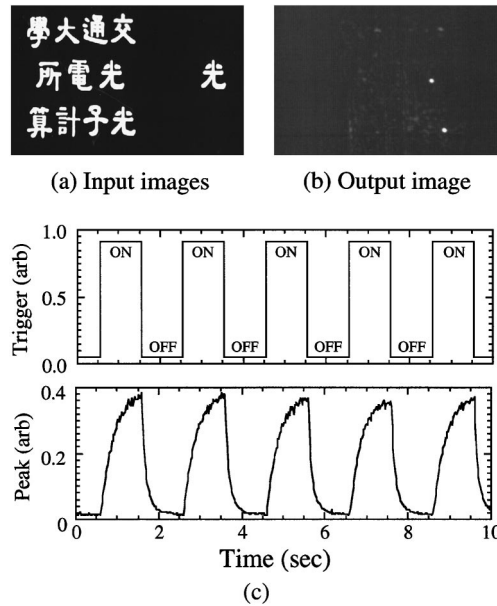 學大通交
所電光 光
算計子光
(a) Input images
(b) Output image
Trigger (arb)
1.0
0.5
0.0
ON ON ON ON ON
OFF OFF OFF OFF
Peak (arb)
0.4
0.2
0
0 2 4 6 8 10
Time (sec)
(c)